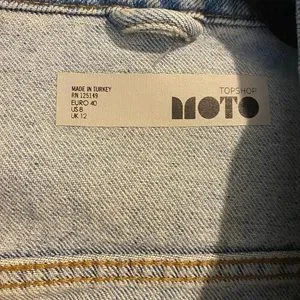 MADE IN TURKEY
RN 125149
EURO 40
US 8
UK 12
TOPSHOP
MOTO